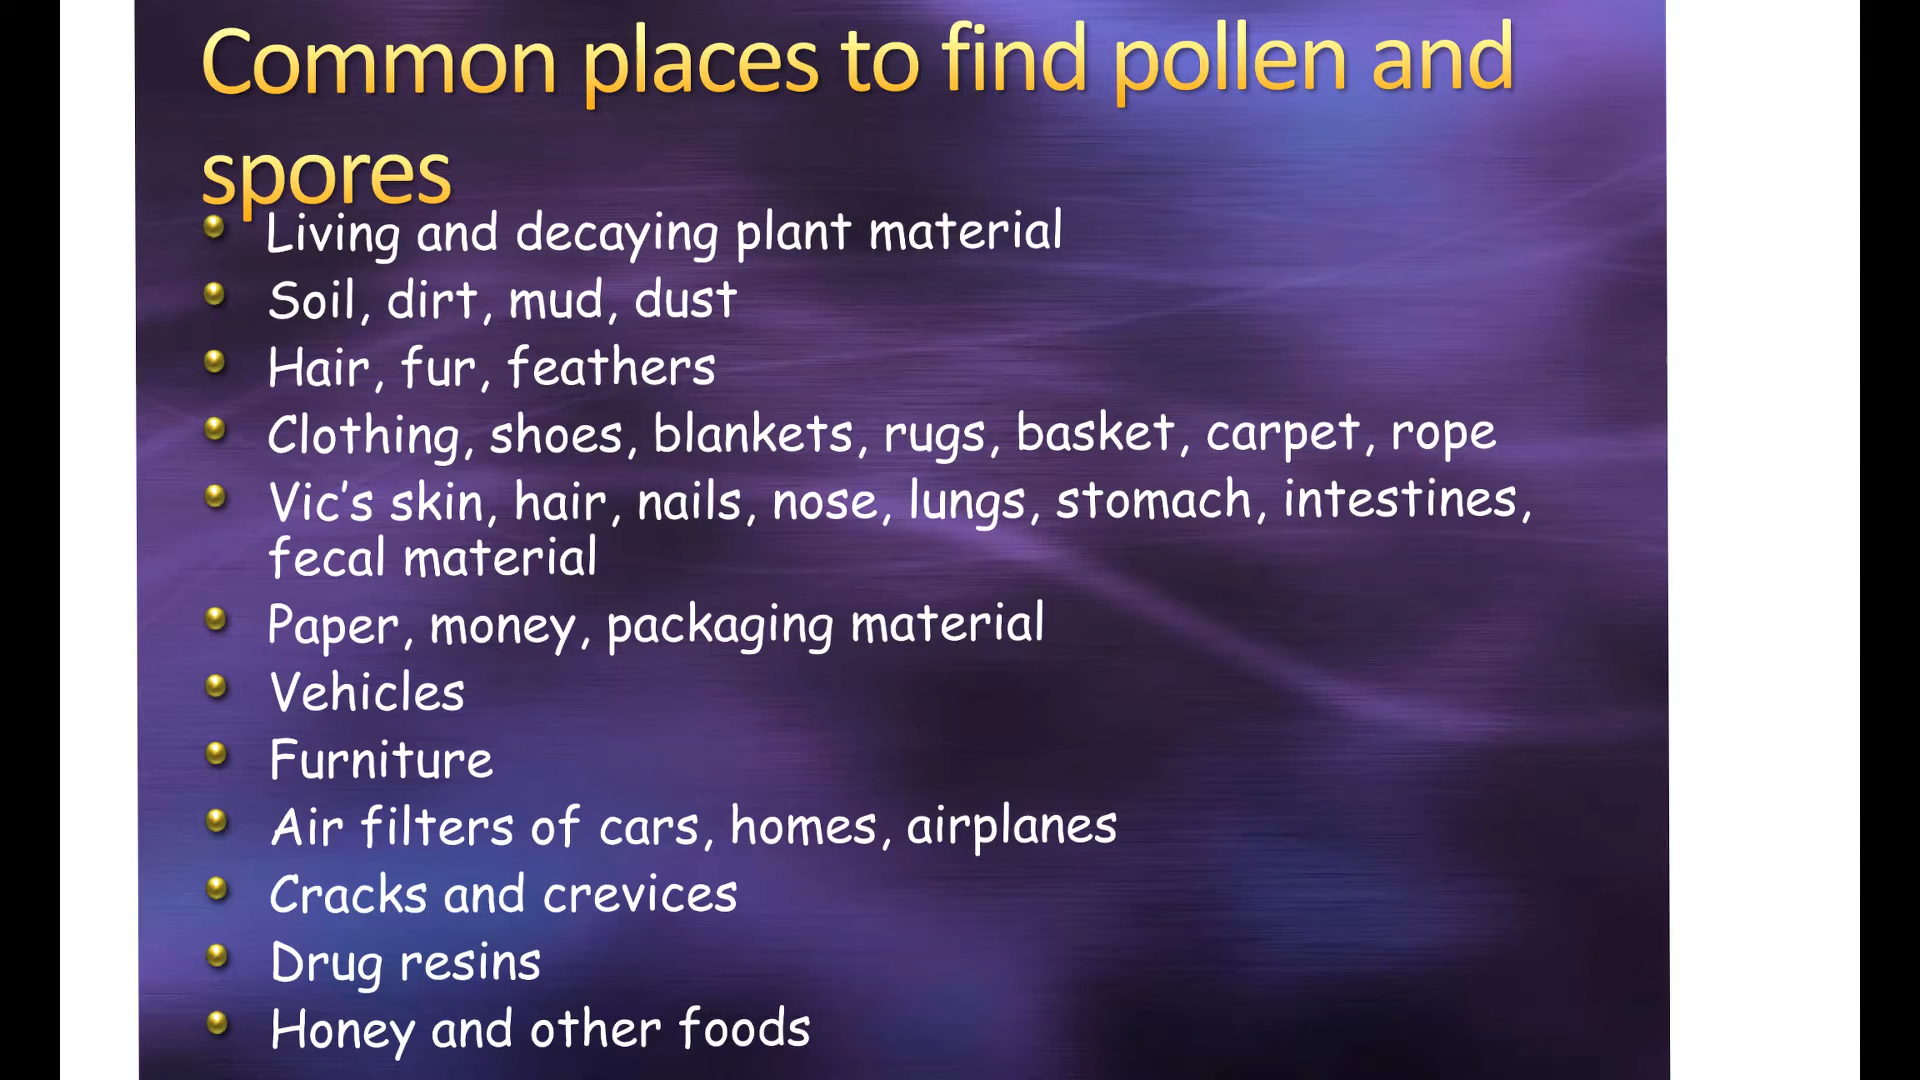 Common places to find pollen and
spores
Living and decaying plant material
Soil, dirt, mud, dust
Hair, fur, feathers
Clothing, shoes, blankets, rugs, basket, carpet, rope
Vic’s skin, hair, nails, nose, lungs, stomach, intestines,
fecal material
Paper, money, packaging material
Vehicles
Furniture
Air filters of cars, homes, airplanes
Cracks and crevices
Drug resins
Honey and other foods